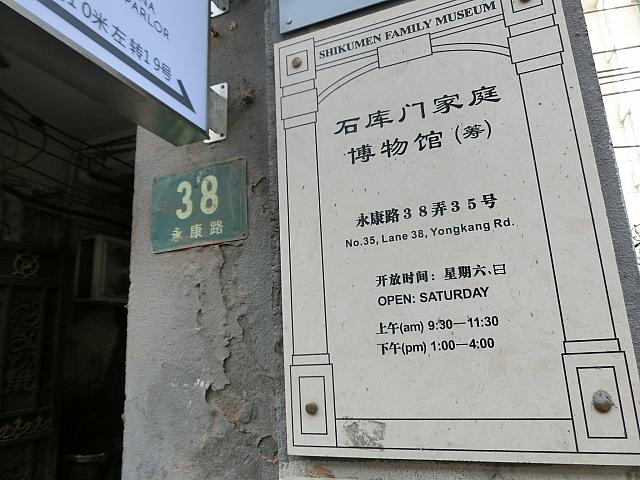 NA
PARLOR
10米左转19号
38
永康路
SHIKUMEN FAMILY MUSEUM
石库门家庭
博物馆(筹)
永康路38弄35号
No.35, Lane 38, Yongkang Rd.
开放时间：星期六、日
OPEN: SATURDAY
上午(am) 9:30—11:30
下午(pm) 1:00—4:00